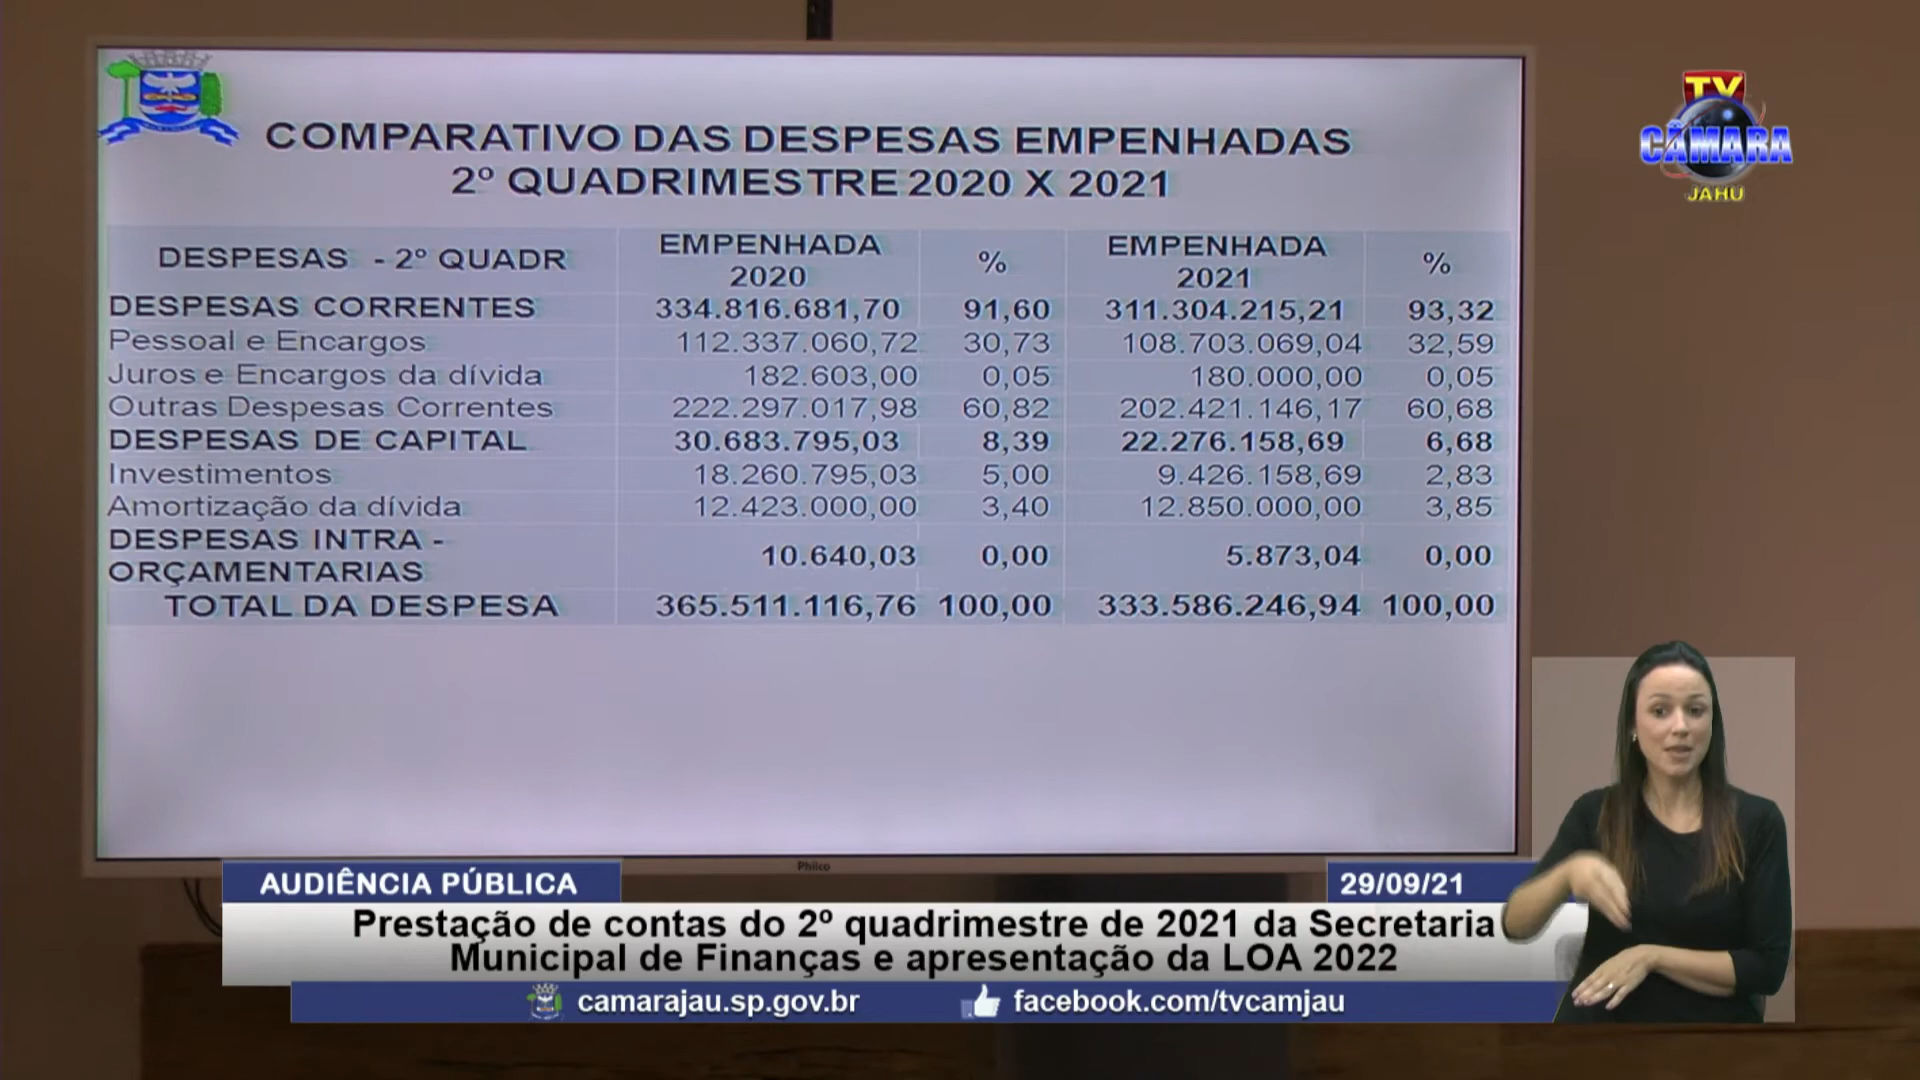 COMPARATIVO DAS DESPESAS EMPENHADAS
2º QUADRIMESTRE 2020 X 2021
DESPESAS - 2º QUADR EMPENHADA 2020 % EMPENHADA 2021 %
DESPESAS CORRENTES 334.816.681,70 91,60 311.304.215,21 93,32
Pessoal e Encargos 112.337.060,72 30,73 108.703.069,04 32,59
Juros e Encargos da dívida 182.603,00 0,05 180.000,00 0,05
Outras Despesas Correntes 222.297.017,98 60,82 202.421.146,17 60,68
DESPESAS DE CAPITAL 30.683.795,03 8,39 22.276.158,69 6,68
Investimentos 18.260.795,03 5,00 9.426.158,69 2,83
Amortização da dívida 12.423.000,00 3,40 12.850.000,00 3,85
DESPESAS INTRA -
ORÇAMENTARIAS 10.640,03 0,00 5.873,04 0,00
TOTAL DA DESPESA 365.511.116,76 100,00 333.586.246,94 100,00
TV
CÂMARA
JAHU
Philco
AUDIÊNCIA PÚBLICA
29/09/21
Prestação de contas do 2º quadrimestre de 2021 da Secretaria
Municipal de Finanças e apresentação da LOA 2022
camarajau.sp.gov.br facebook.com/tvcamjau